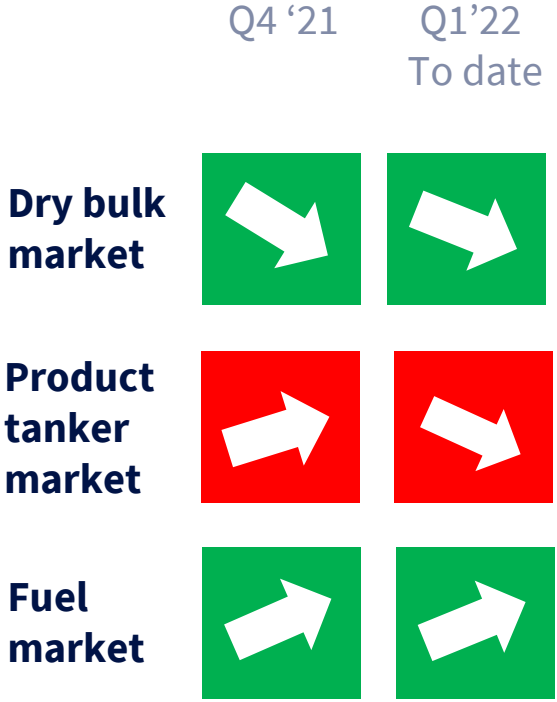 Q4 ‘21
Q1’22
To date
Dry bulk
market
Product
tanker
market
Fuel
market